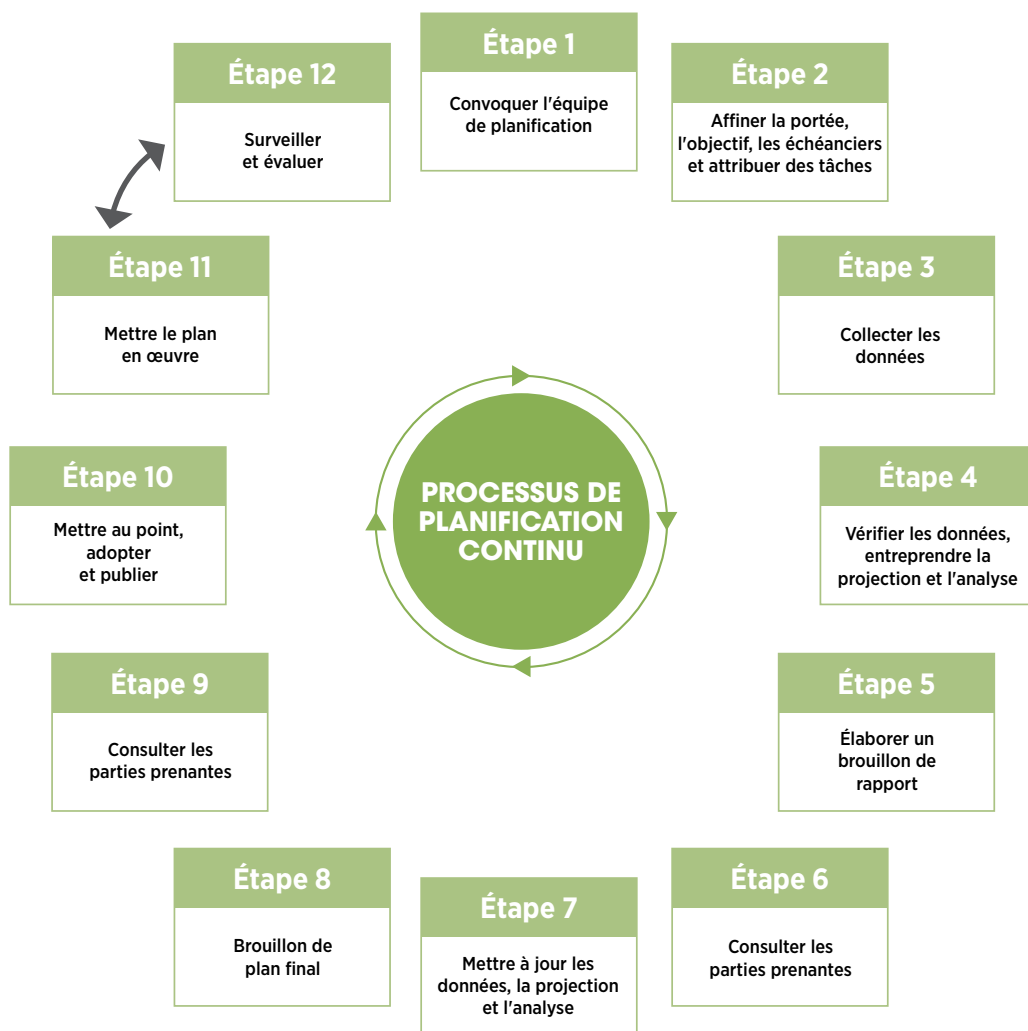 Étape 1
Convoquer l'équipe
de planification
Étape 2
Affiner la portée,
l'objectif, les échéanciers
et attribuer des tâches
Étape 3
Collecter les
données
Étape 4
Vérifier les données,
entreprendre la
projection et l'analyse
Étape 5
Élaborer un
brouillon de
rapport
Étape 6
Consulter les
parties prenantes
Étape 7
Mettre à jour les
données, la projection
et l'analyse
Étape 8
Brouillon de
plan final
Étape 9
Consulter les
parties prenantes
Étape 10
Mettre au point,
adopter
et publier
Étape 11
Mettre le plan
en œuvre
Étape 12
Surveiller
et évaluer
PROCESSUS DE
PLANIFICATION
CONTINU